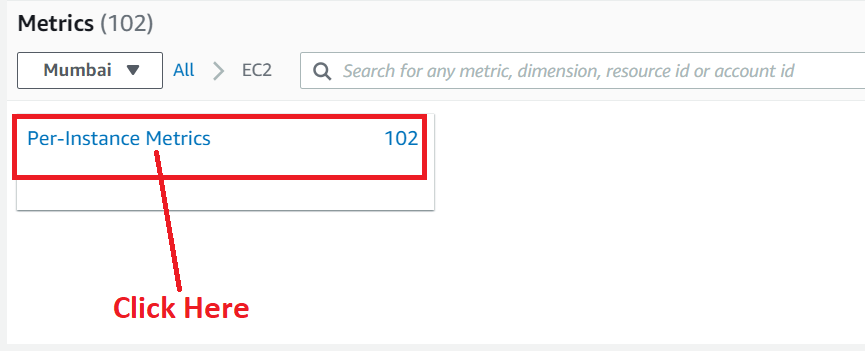 Metrics (102)
Mumbai All EC2 Search for any metric, dimension, resource id or account id
Per-Instance Metrics 102
Click Here